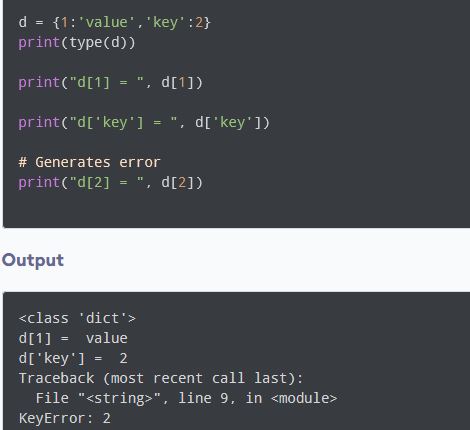 d = {1:'value','key':2}
print(type(d))
print("d[1] = ", d[1])
print("d['key'] = ", d['key'])
# Generates error
print("d[2] = ", d[2])
Output
<class 'dict'>
d[1] =  value
d['key'] =  2
Traceback (most recent call last):
  File "<string>", line 9, in <module>
KeyError: 2